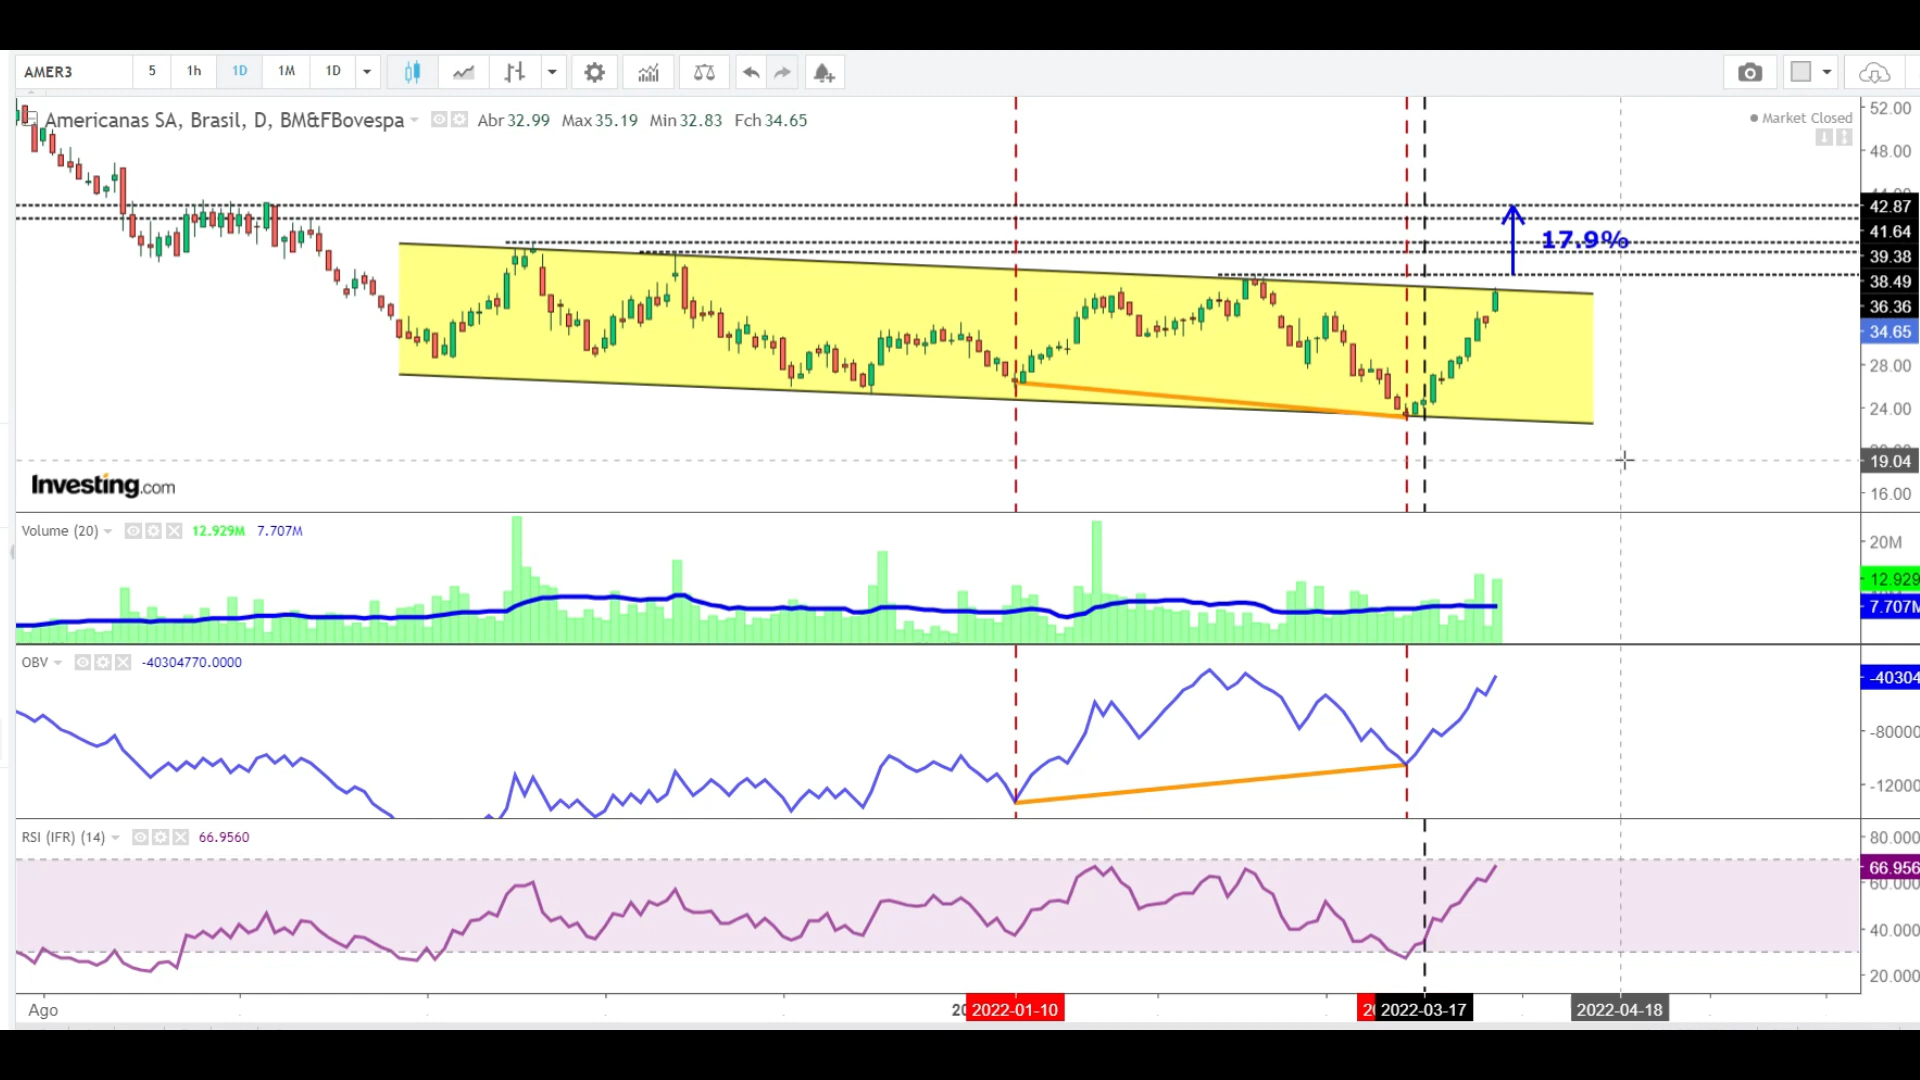 AMER3 5 1h 1D 1M 1D
Americanas SA, Brasil, D, BM&FBovespa Abr 32.99 Max 35.19 Min 32.83 Fch 34.65
Market Closed
52.00
48.00
42.87
41.64
39.38
38.49
36.36
34.65
28.00
24.00
19.04
16.00
17.9%
Investing.com
Volume (20) 12.929M 7.707M
20M
12.929
7.707M
OBV -40304770.0000
-40304
-80000
-12000
RSI (IFR) (14) 66.9560
80.000
66.956
60.000
40.000
20.000
Ago 20 2022-01-10 20 2022-03-17 2022-04-18